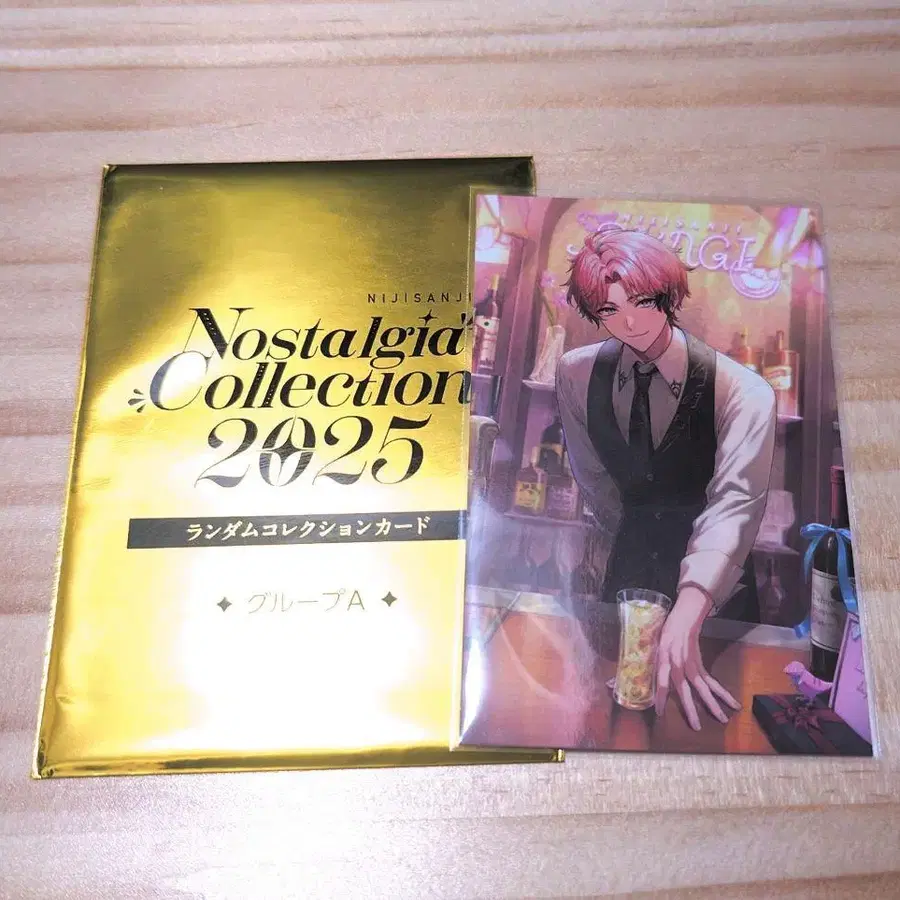 NIJISANJI
Nostalgia
Collection
2025
ランダムコレクションカード
✦ グループA ✦
NIJISANJI